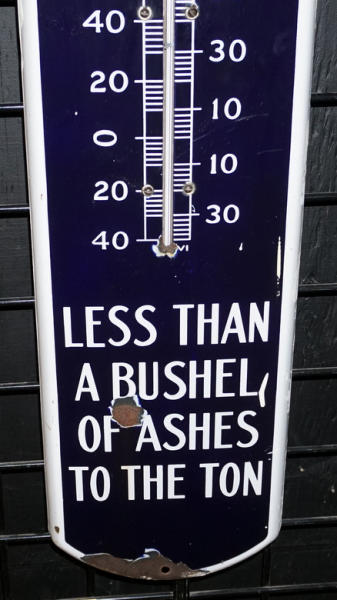 40
30
20
10
0
10
20
30
40
LESS THAN
A BUSHEL
OF ASHES
TO THE TON